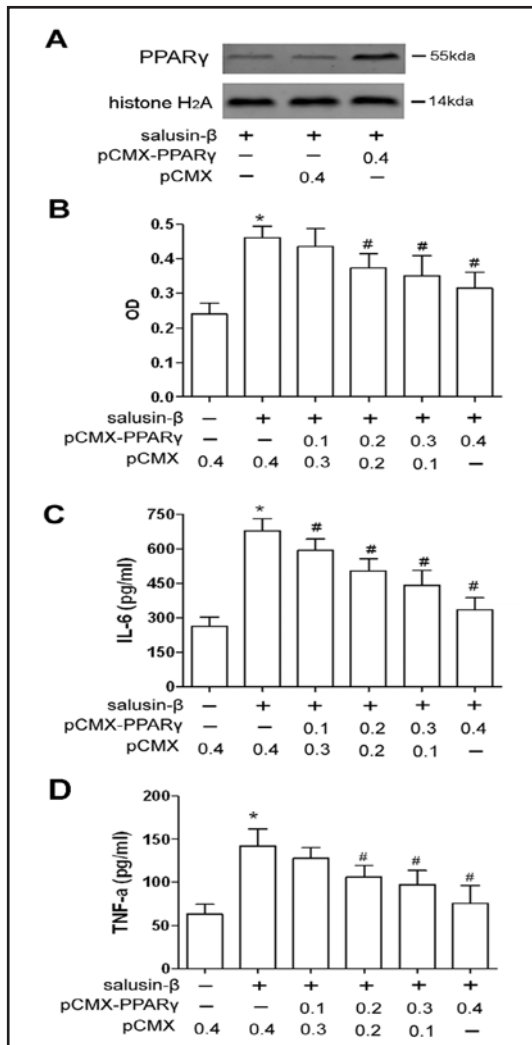 A
PPARγ — 55kda
histone H2A — 14kda
salusin-β + + +
pCMX-PPARγ — — 0.4
pCMX — 0.4 —
B
OD
0.5
0.4
0.3
0.2
0.1
0.0
* # # #
salusin-β — + + + + +
pCMX-PPARγ — — 0.1 0.2 0.3 0.4
pCMX 0.4 0.4 0.3 0.2 0.1 —
C
IL-6 (pg/ml)
750
600
450
300
150
0
* # # # #
salusin-β — + + + + +
pCMX-PPARγ — — 0.1 0.2 0.3 0.4
pCMX 0.4 0.4 0.3 0.2 0.1 —
D
TNF-a (pg/ml)
200
150
100
50
0
* # # #
salusin-β — + + + + +
pCMX-PPARγ — — 0.1 0.2 0.3 0.4
pCMX 0.4 0.4 0.3 0.2 0.1 —